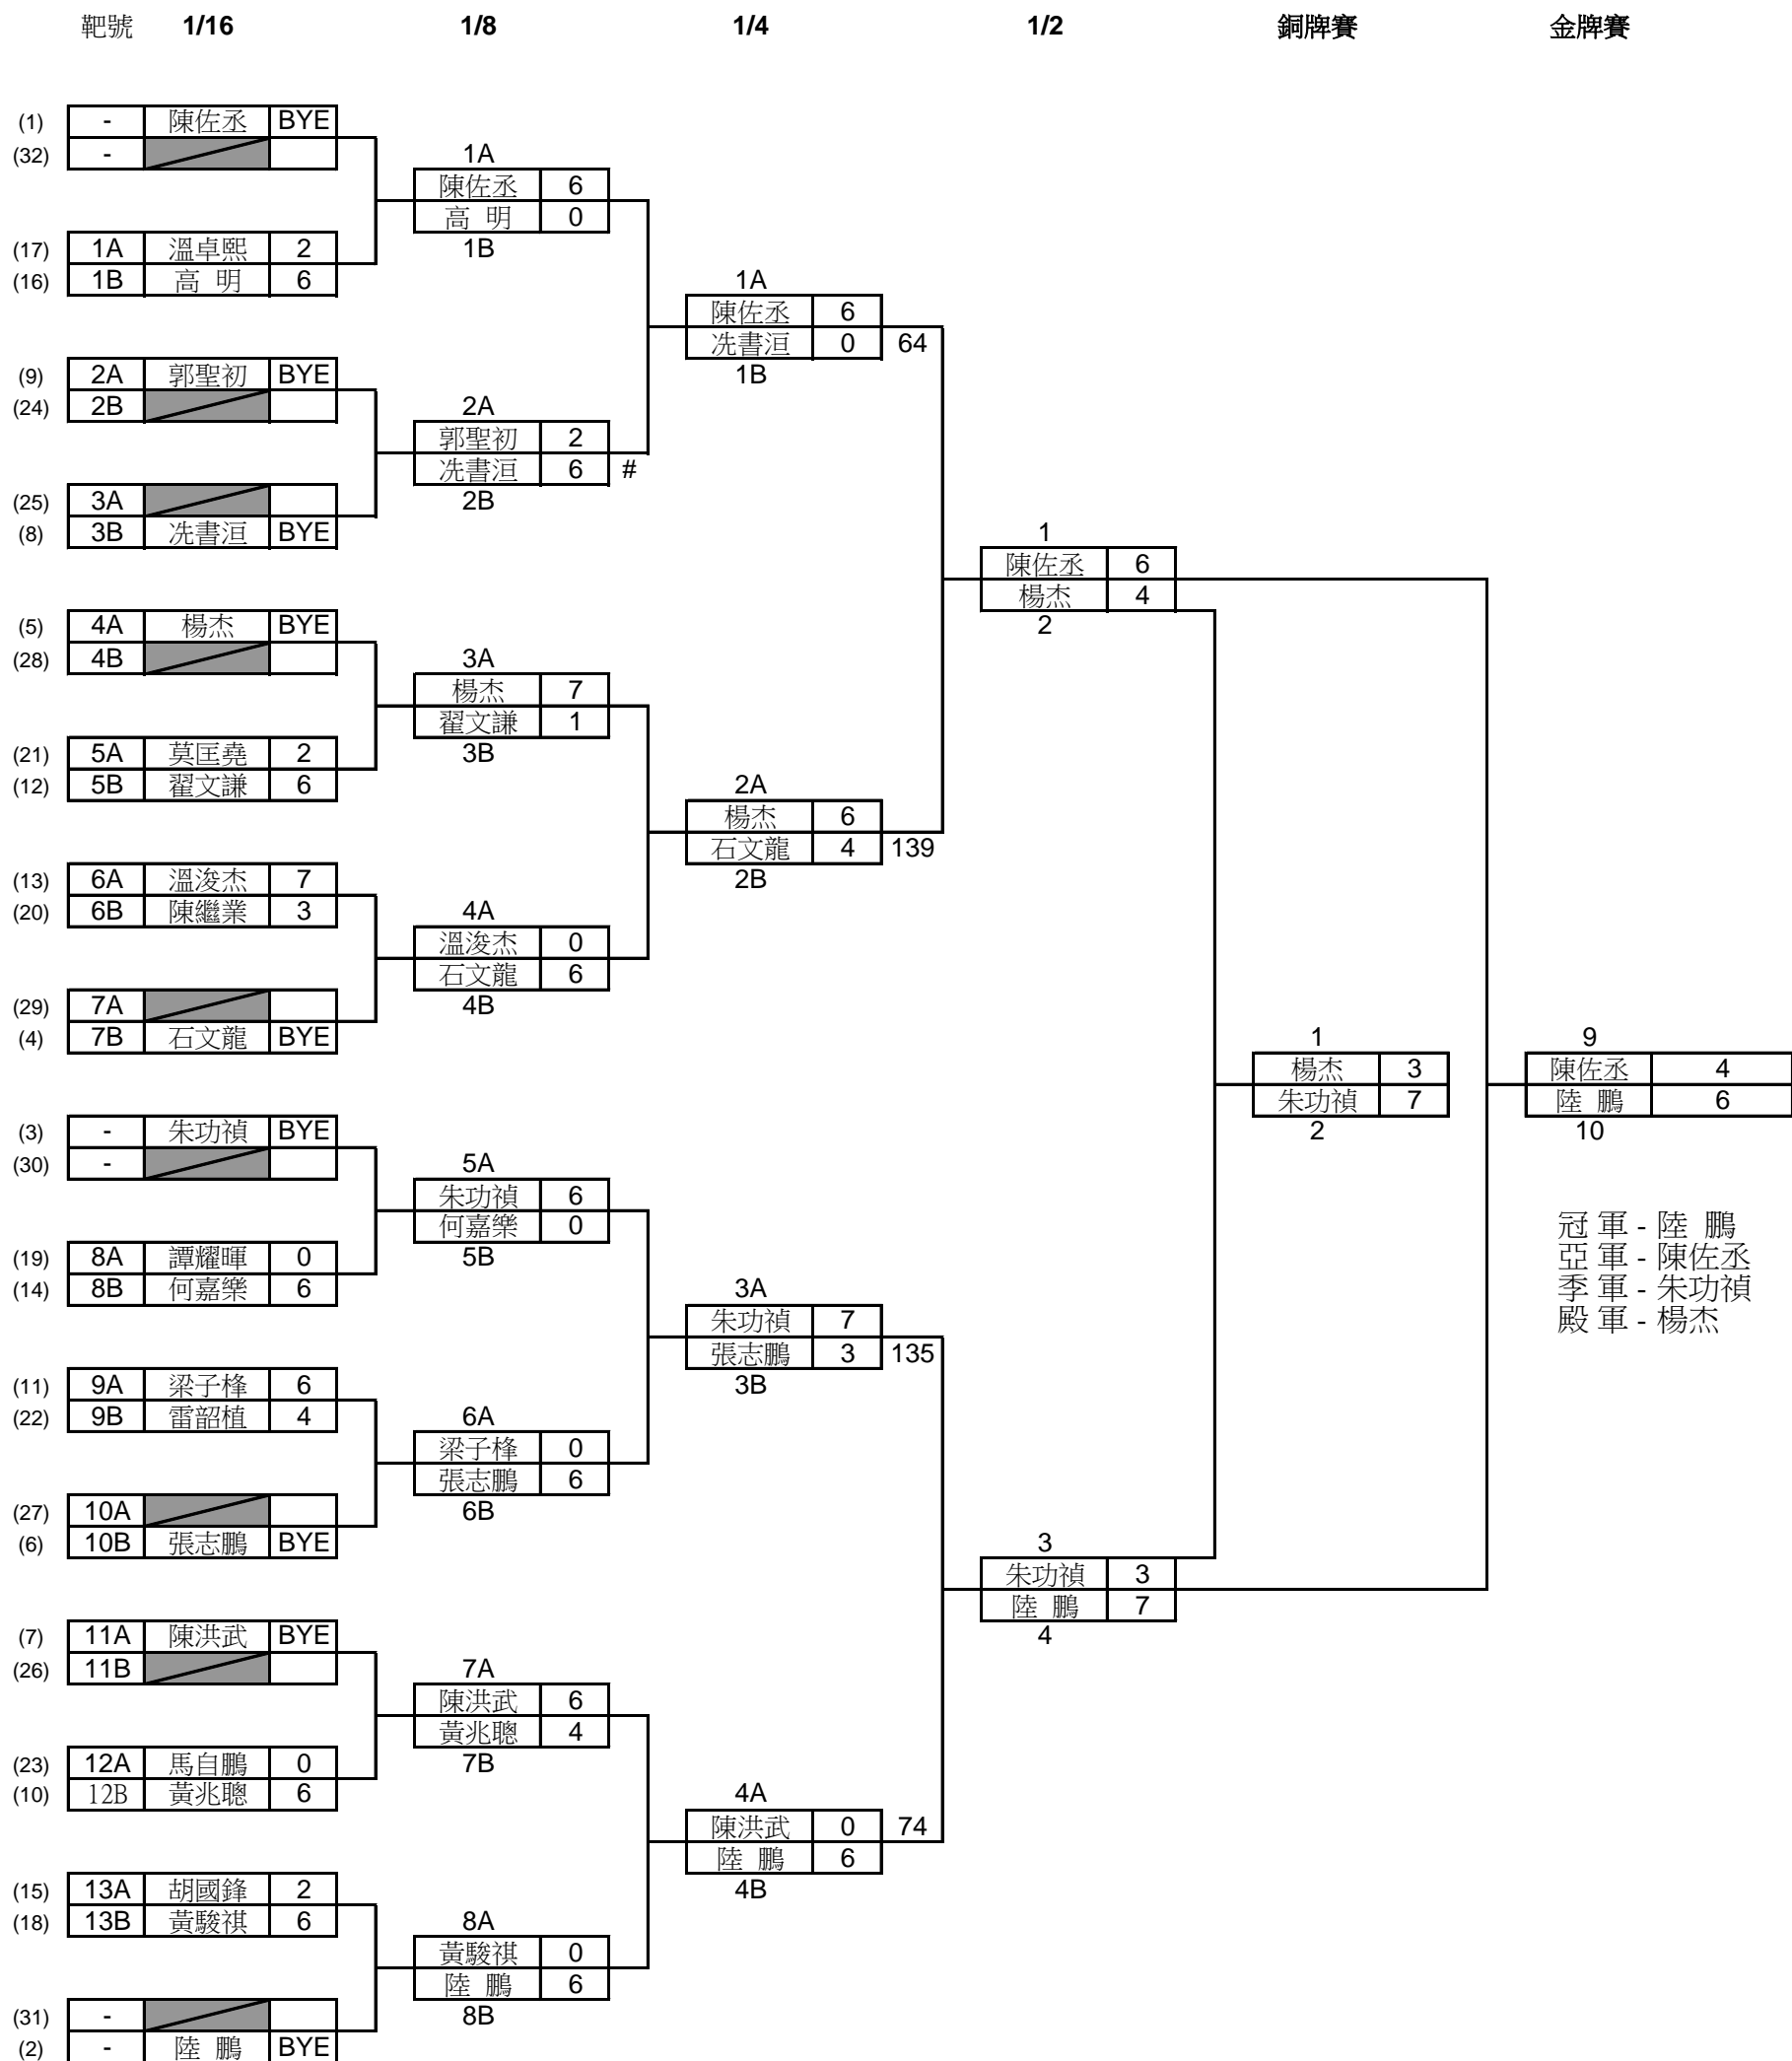 靶號 1/16 1/8 1/4 1/2 銅牌賽 金牌賽
(1) - 陳佐丞 BYE
(32) - 1A
陳佐丞 6
高 明 0
(17) 1A 溫卓熙 2 1B
(16) 1B 高 明 6 1A
陳佐丞 6
冼書洹 0 64
(9) 2A 郭聖初 BYE 1B
(24) 2B 2A
郭聖初 2
冼書洹 6 #
(25) 3A 2B
(8) 3B 冼書洹 BYE 1
陳佐丞 6
楊杰 4
(5) 4A 楊杰 BYE 2
(28) 4B 3A
楊杰 7
翟文謙 1
(21) 5A 莫匡堯 2 3B
(12) 5B 翟文謙 6 2A
楊杰 6
石文龍 4 139
(13) 6A 溫浚杰 7 2B
(20) 6B 陳繼業 3 4A
溫浚杰 0
石文龍 6
(29) 7A 4B
(4) 7B 石文龍 BYE 1 9
楊杰 3 陳佐丞 4
朱功禎 7 陸 鵬 6
(3) - 朱功禎 BYE 2 10
(30) - 5A
朱功禎 6
何嘉樂 0 冠 軍 - 陸 鵬
(19) 8A 譚耀暉 0 5B 亞 軍 - 陳佐丞
(14) 8B 何嘉樂 6 3A 季 軍 - 朱功禎
朱功禎 7 殿 軍 - 楊杰
張志鵬 3 135
(11) 9A 梁子桻 6 3B
(22) 9B 雷韶植 4 6A
梁子桻 0
張志鵬 6
(27) 10A 6B
(6) 10B 張志鵬 BYE 3
朱功禎 3
陸 鵬 7
(7) 11A 陳洪武 BYE 4
(26) 11B 7A
陳洪武 6
黃兆聰 4
(23) 12A 馬自鵬 0 7B
(10) 12B 黃兆聰 6 4A
陳洪武 0 74
陸 鵬 6
(15) 13A 胡國鋒 2 4B
(18) 13B 黃駿祺 6 8A
黃駿祺 0
陸 鵬 6
(31) - 8B
(2) - 陸 鵬 BYE